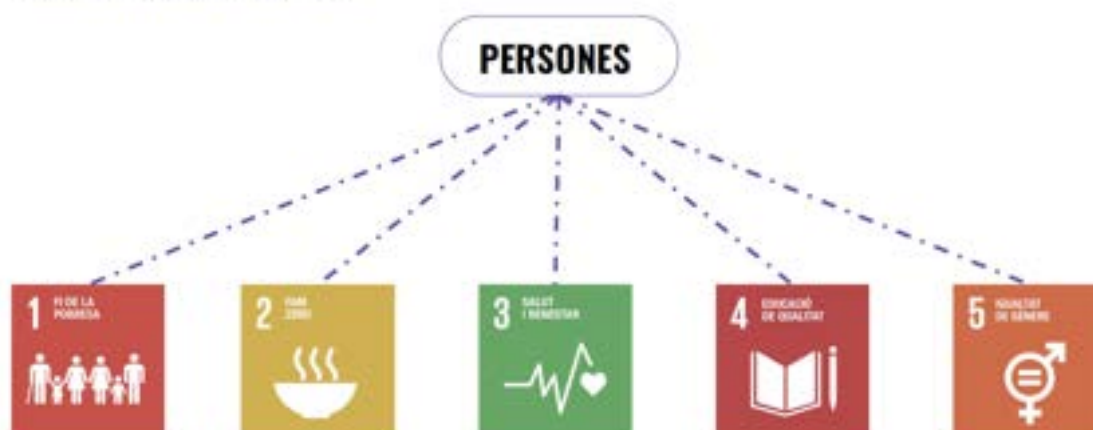 PERSONES
1 FI DE LA
POBRESA
2 FAM
ZERO
3 SALUT
I BENESTAR
4 EDUCACIÓ
DE QUALITAT
5 IGUALTAT
DE GÈNERE